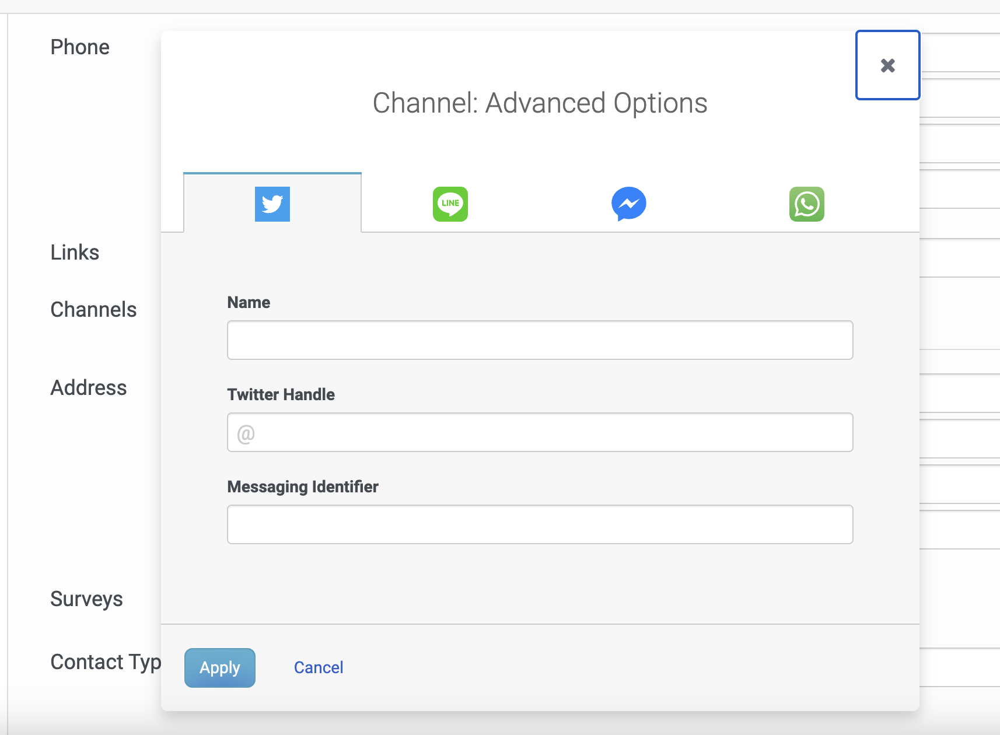 Phone
Channel: Advanced Options
LINE
Links
Name
Channels
Address
Twitter Handle
@
Messaging Identifier
Surveys
Contact Typ
Apply
Cancel